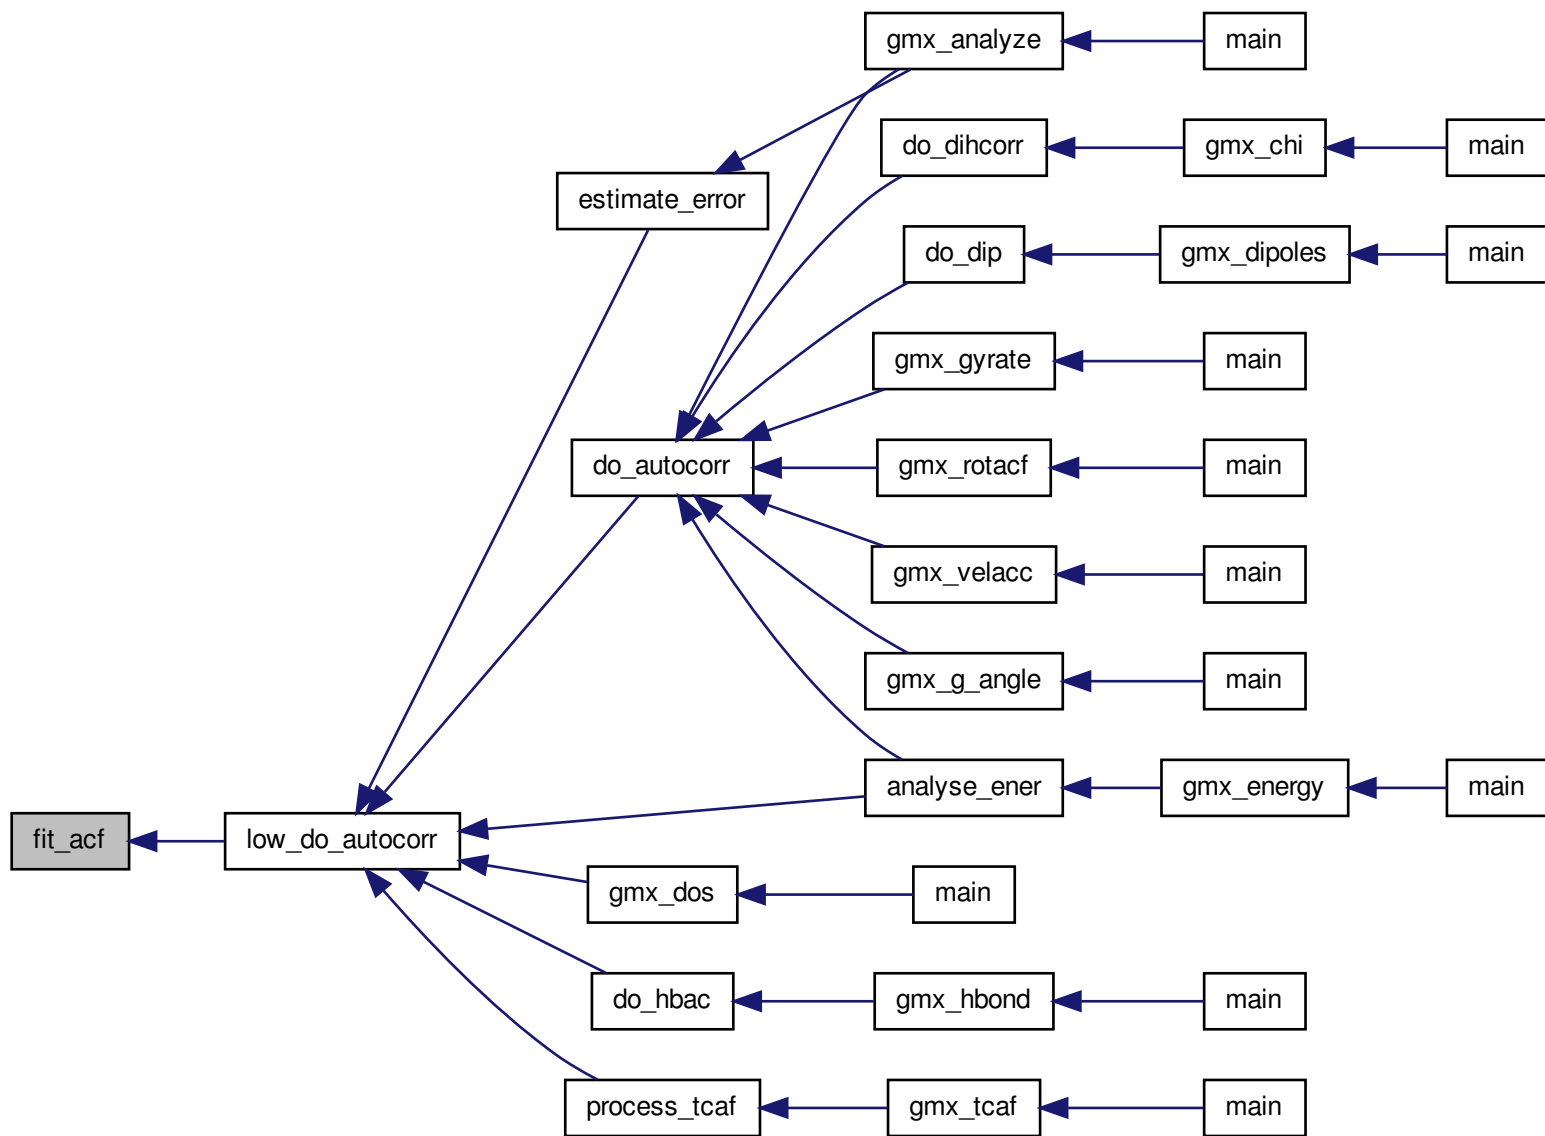 gmx_analyze
main
do_dihcorr
gmx_chi
main
estimate_error
do_dip
gmx_dipoles
main
gmx_gyrate
main
do_autocorr
gmx_rotacf
main
gmx_velacc
main
gmx_g_angle
main
analyse_ener
gmx_energy
main
fit_acf
low_do_autocorr
gmx_dos
main
do_hbac
gmx_hbond
main
process_tcaf
gmx_tcaf
main